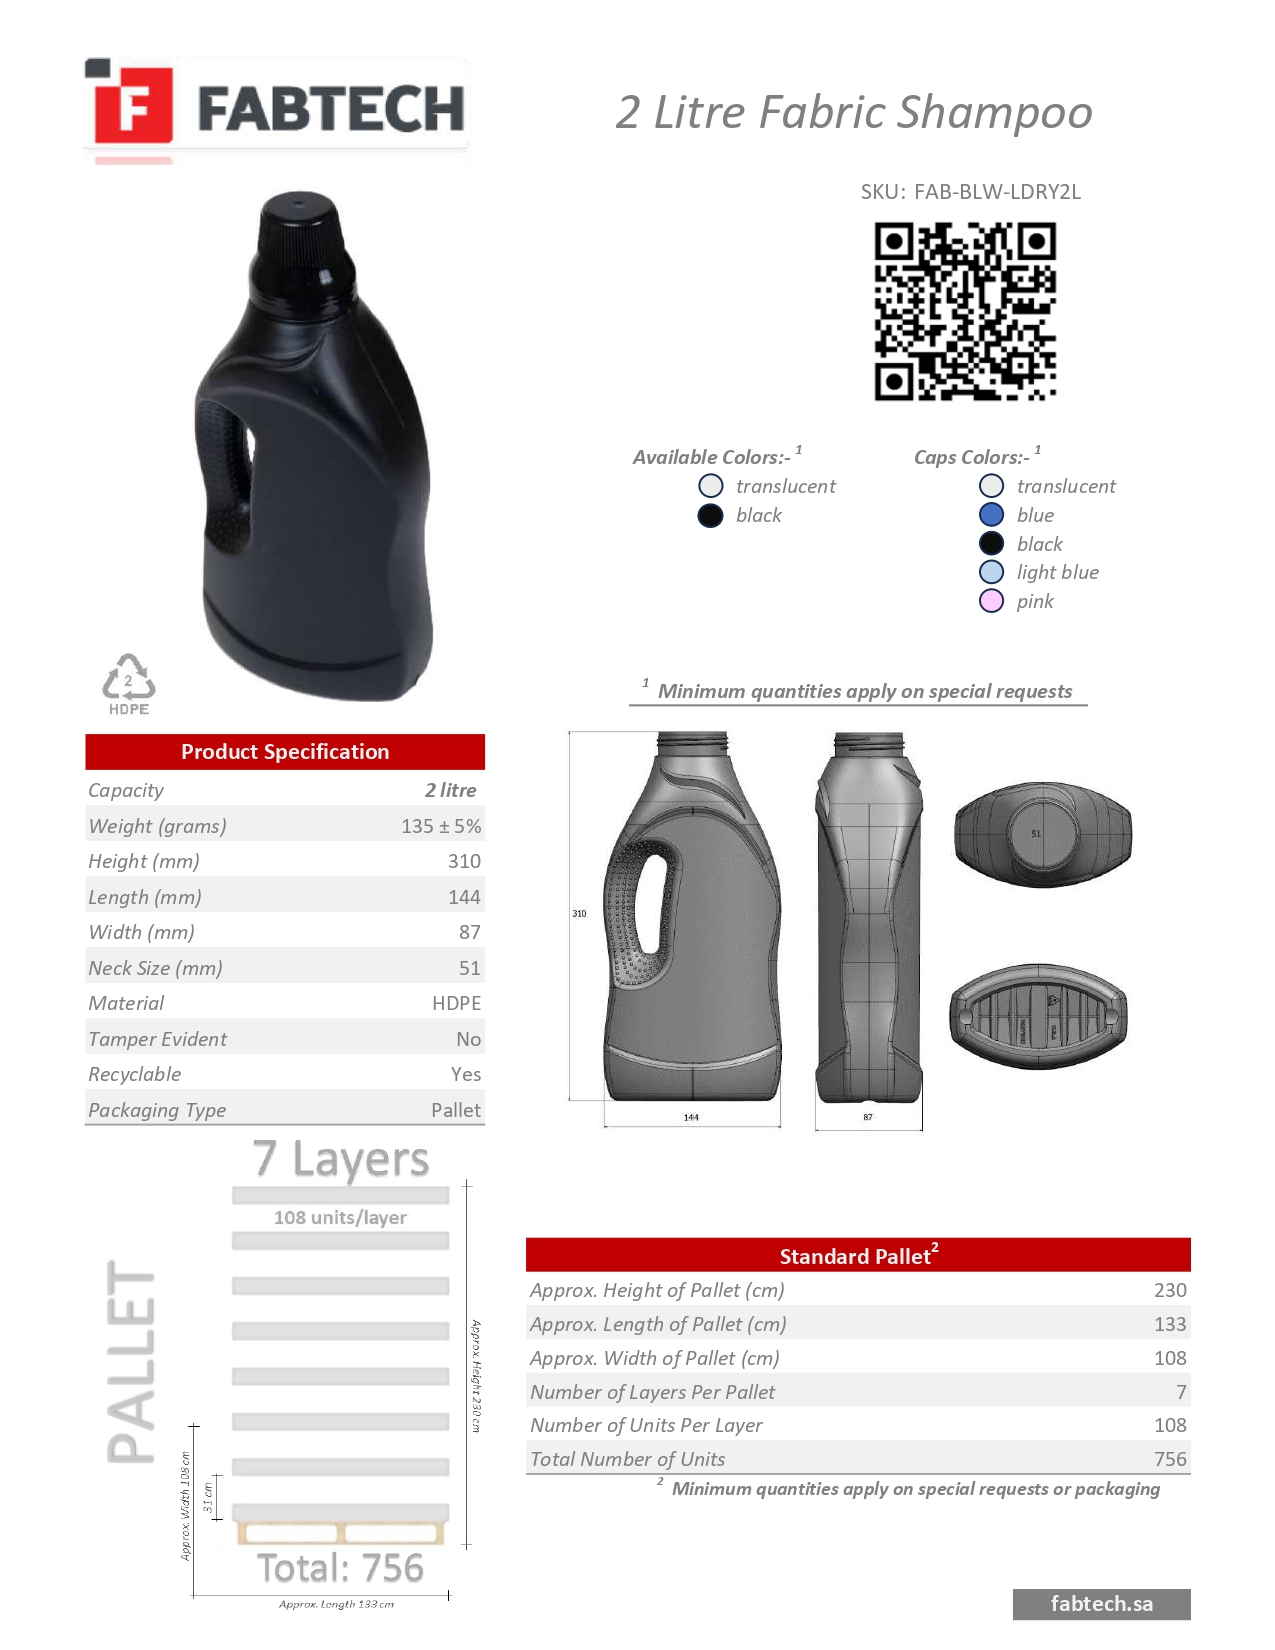 F FABTECH
2 Litre Fabric Shampoo
SKU: FAB-BLW-LDRY2L
Available Colors:- 1
translucent
black
Caps Colors:- 1
translucent
blue
black
light blue
pink
2
HDPE
1 Minimum quantities apply on special requests
Product Specification
Capacity 2 litre
Weight (grams) 135 ± 5%
Height (mm) 310
Length (mm) 144
Width (mm) 87
Neck Size (mm) 51
Material HDPE
Tamper Evident No
Recyclable Yes
Packaging Type Pallet
310
144
87
51
7 Layers
108 units/layer
PALLET
Approx. Height 230 cm
Approx. Width 108 cm
31 cm
Total: 756
Approx. Length 133 cm
Standard Pallet2
Approx. Height of Pallet (cm) 230
Approx. Length of Pallet (cm) 133
Approx. Width of Pallet (cm) 108
Number of Layers Per Pallet 7
Number of Units Per Layer 108
Total Number of Units 756
2 Minimum quantities apply on special requests or packaging
fabtech.sa